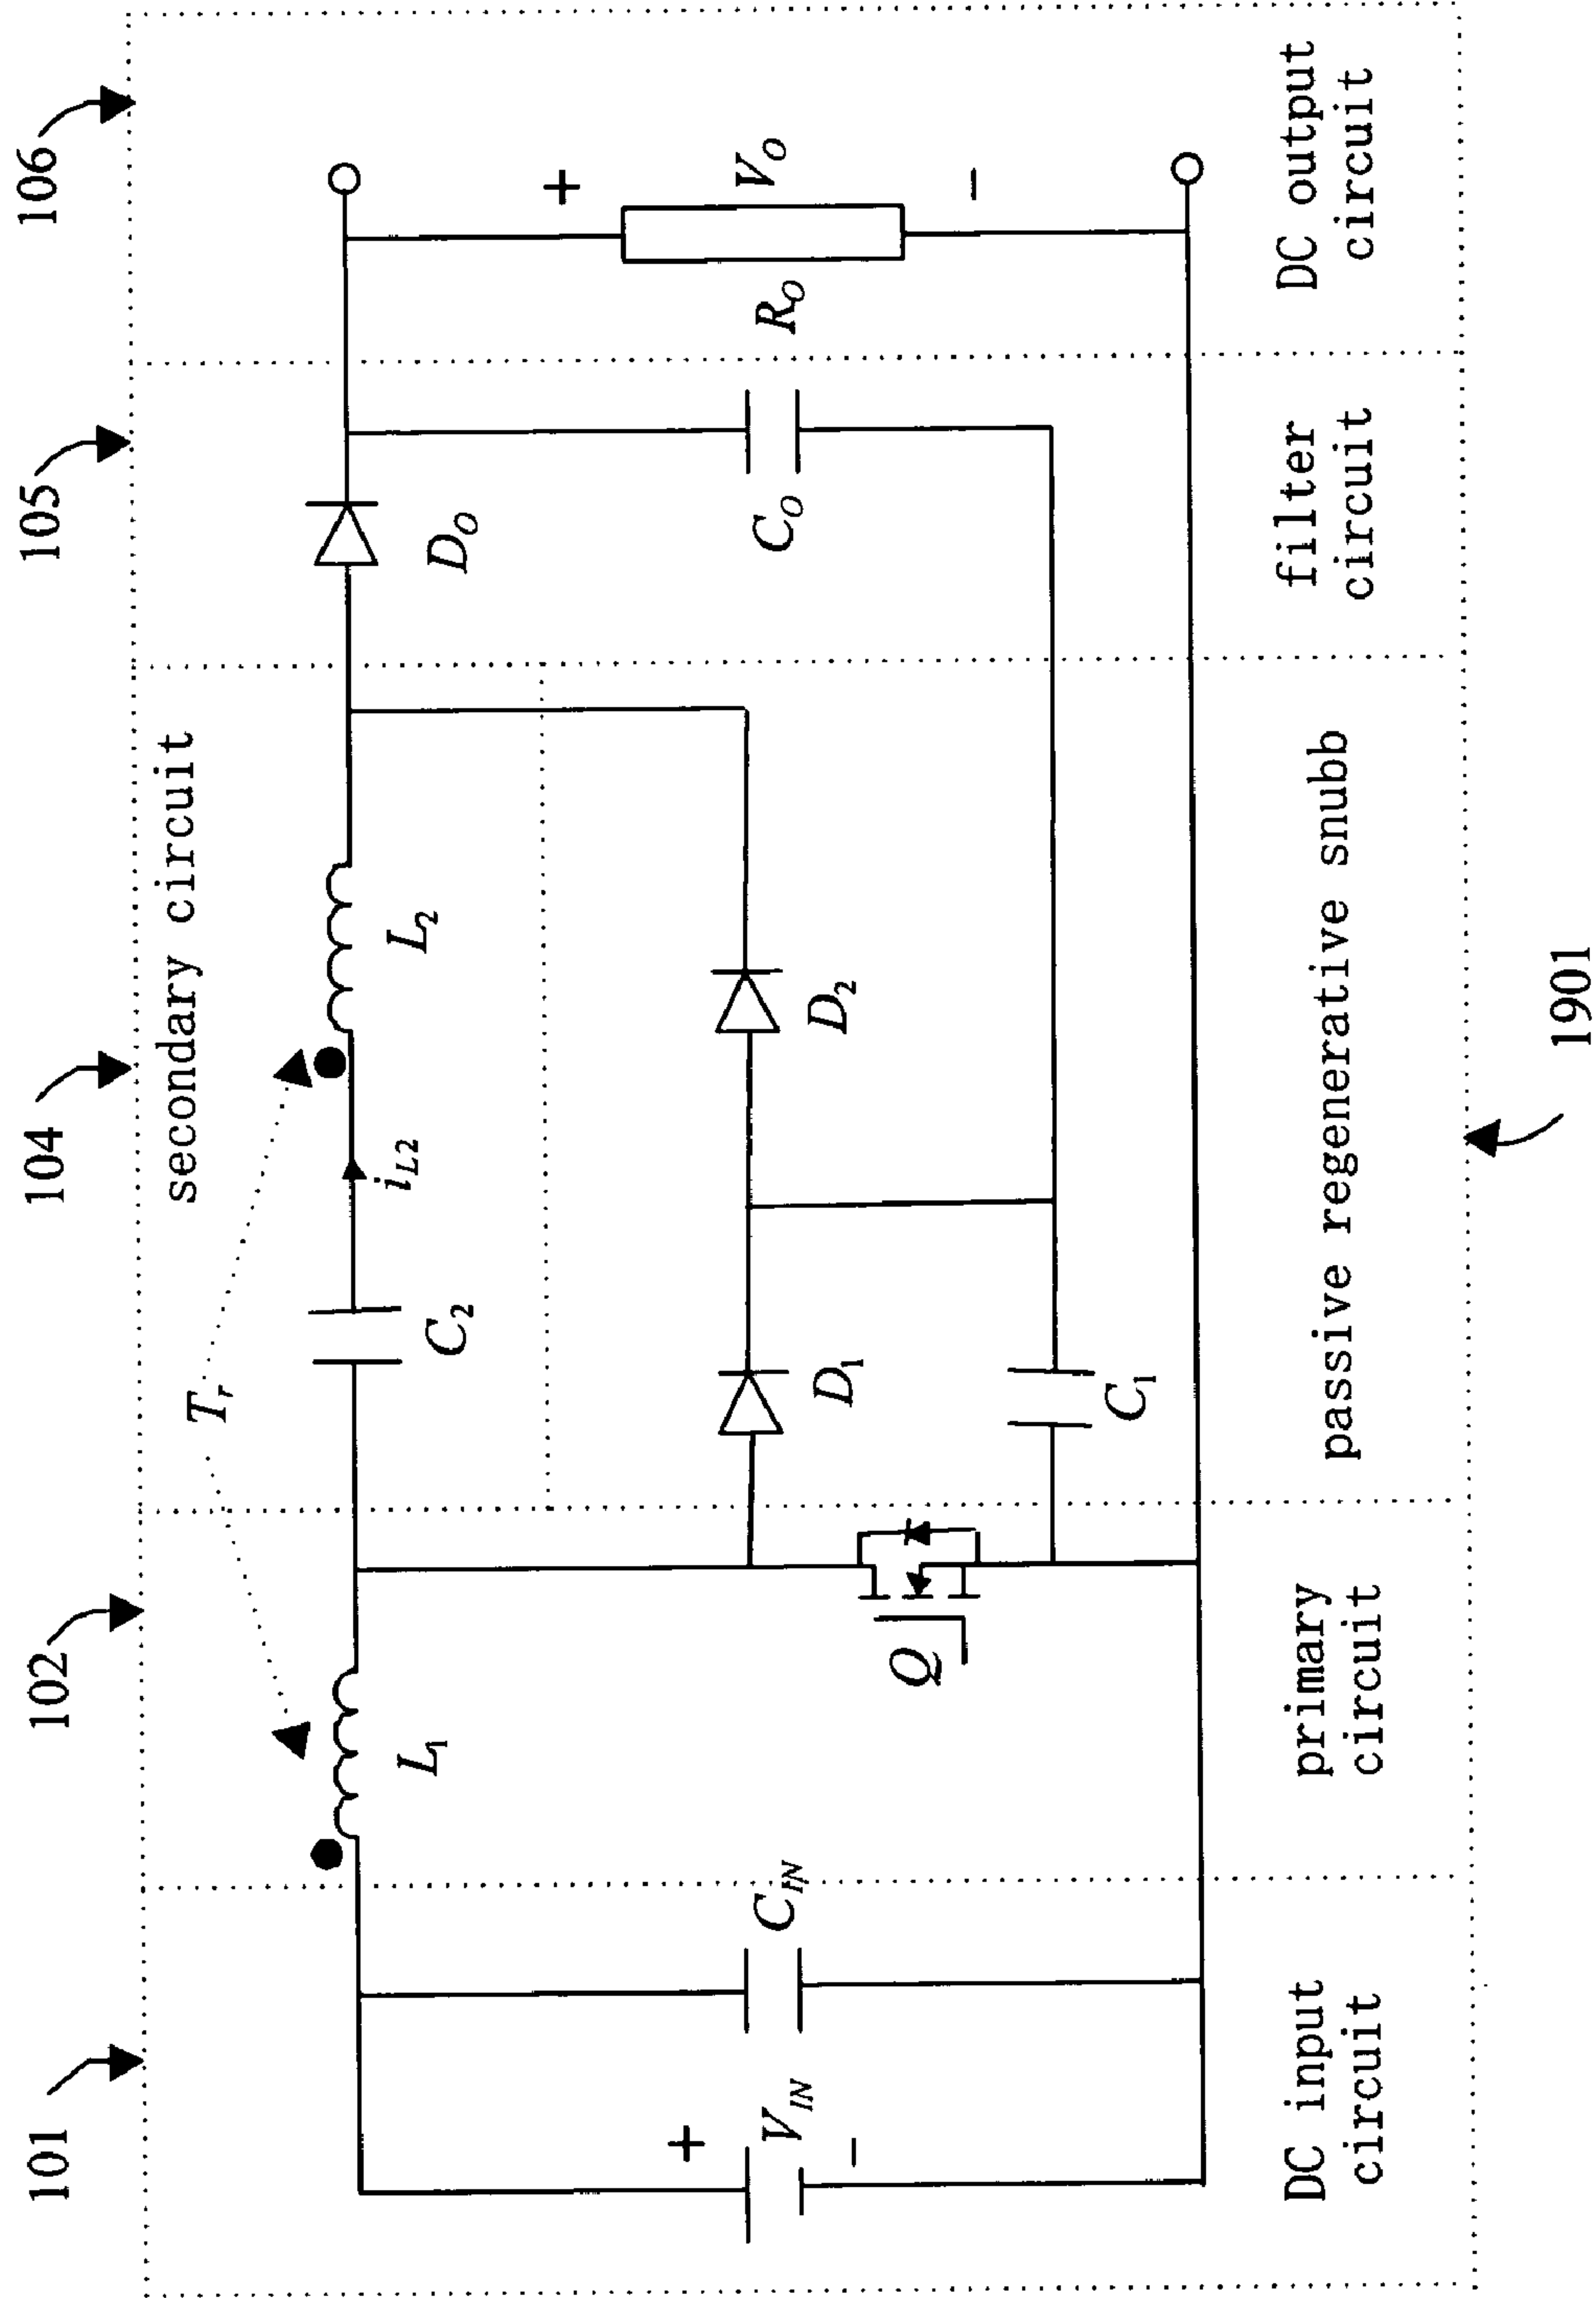 101
102
104
105
106
T_r
secondary circuit
L_1
C_2
i_L2
L_2
D_O
V_IN
+
-
C_IN
Q
D_1
D_2
C_1
C_O
R_O
+
V_O
-
DC input
circuit
primary
circuit
passive regenerative snubb
filter
circuit
DC output
circuit
1901